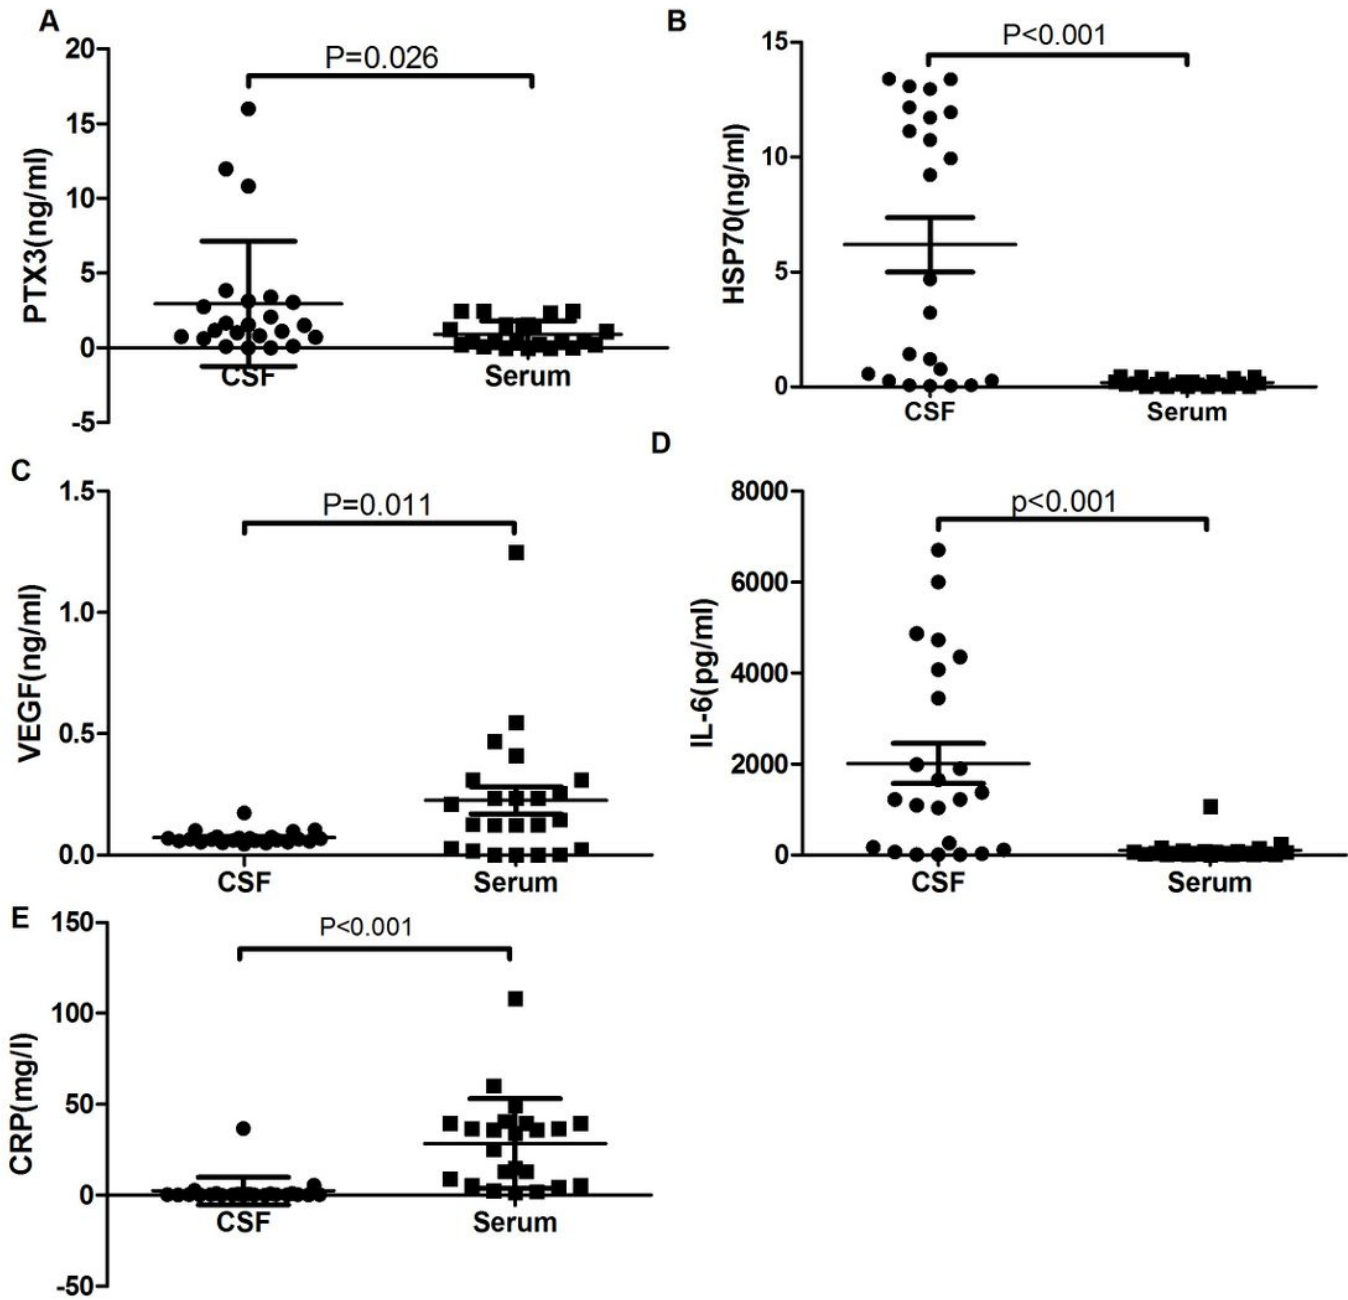 A
P=0.026
PTX3(ng/ml)
20
15
10
5
0
-5
CSF
Serum
B
P<0.001
HSP70(ng/ml)
15
10
5
0
CSF
Serum
C
P=0.011
VEGF(ng/ml)
1.5
1.0
0.5
0.0
CSF
Serum
D
p<0.001
IL-6(pg/ml)
8000
6000
4000
2000
0
CSF
Serum
E
P<0.001
CRP(mg/l)
150
100
50
0
-50
CSF
Serum